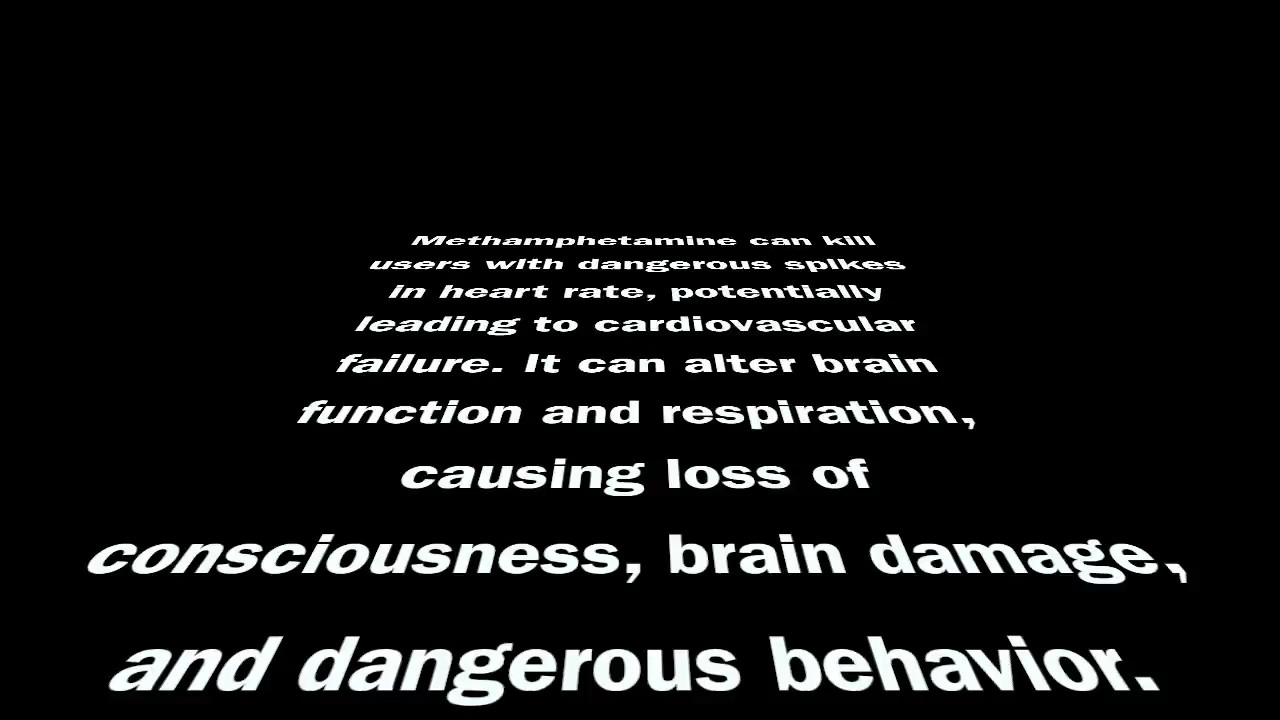 Methamphetamine can kill
users with dangerous spikes
in heart rate, potentially
leading to cardiovascular
failure. It can alter brain
function and respiration,
causing loss of
consciousness, brain damage,
and dangerous behavior.